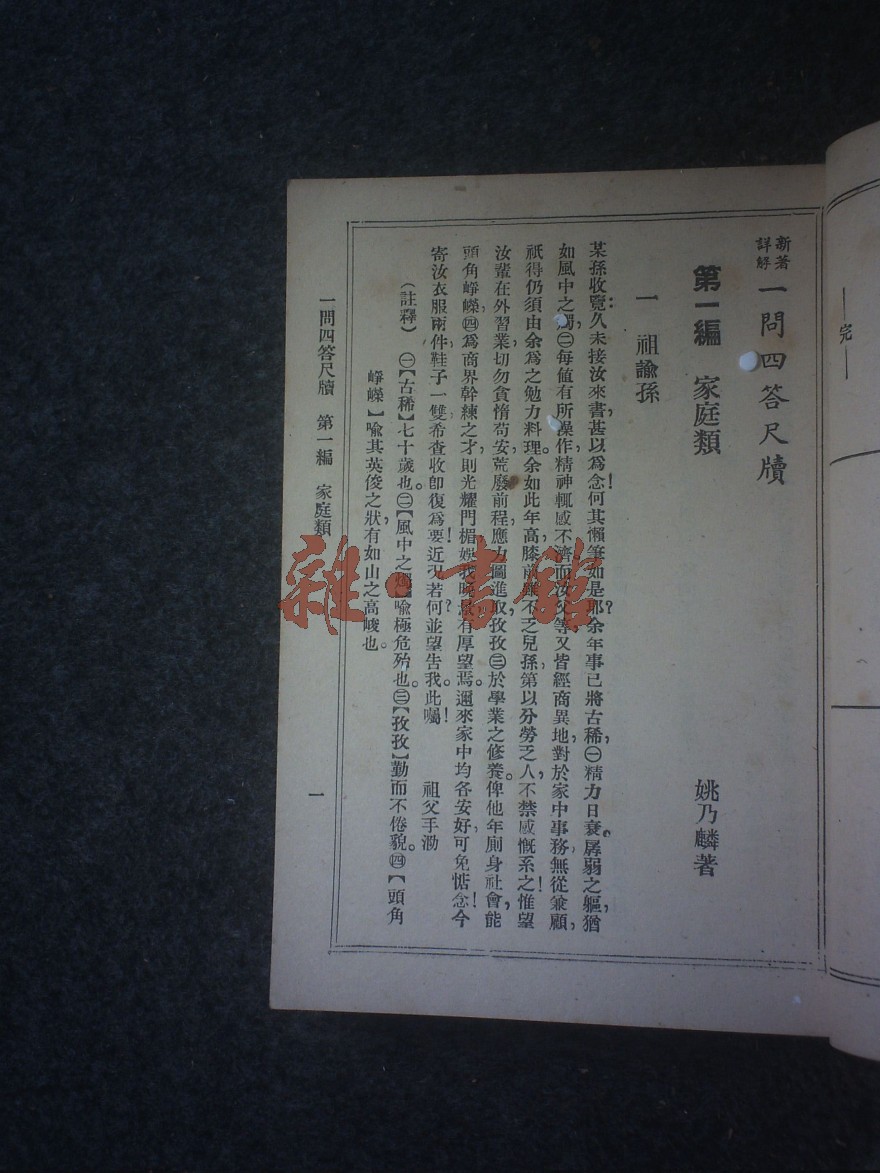 完
新著詳解 一問四答尺牘
第一編 家庭類
姚乃麟著
一 祖諭孫
某孫收覽:久未接汝來書,甚以爲念!何其懶筆如是耶?余年事已將古稀,㊀精力日衰。孱弱之軀,猶
如風中之燭,㊁每値有所操作,精神輒感不濟,而汝父等,又皆經商異地,對於家中事務,無從兼顧,
祇得仍須由余爲之勉力料理。余如此年高,膝前雖不乏兒孫,第以分勞乏人,不禁感慨系之!惟望
汝輩在外習業,切勿貪惰苟安,荒廢前程,應力圖進取,孜孜㊂於學業之修養。俾他年廁身社會,能
頭角崢嶸,㊃爲商界幹練之才,則光耀門楣,娛我晚景,有厚望焉。邇來家中均各安好,可免惦念!今
寄汝衣服兩件,鞋子一雙,希查收卽復爲要!近況若何?並望吿我。此囑!
祖父手泐
(註釋) ㊀【古稀】七十歲也。㊁【風中之燭】喻極危殆也。㊂【孜孜】勤而不倦貌。㊃【頭角
崢嶸】喻其英俊之狀,有如山之高峻也。
一問四答尺牘 第一編 家庭類
一
雜·書館